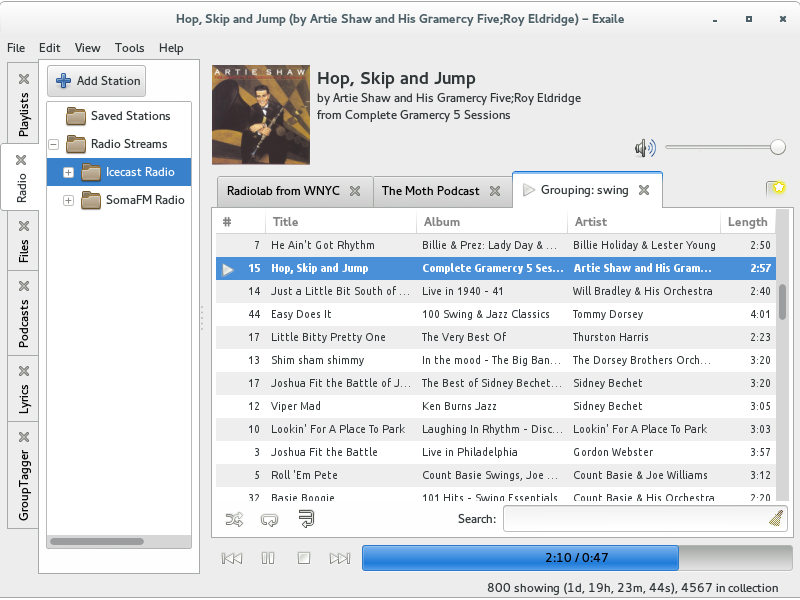 Hop, Skip and Jump (by Artie Shaw and His Gramercy Five;Roy Eldridge) – Exaile
File Edit View Tools Help
Playlists
Radio
Files
Podcasts
Lyrics
GroupTagger
Add Station
Saved Stations
Radio Streams
Icecast Radio
SomaFM Radio
ARTIE SHAW
Hop, Skip and Jump
by Artie Shaw and His Gramercy Five;Roy Eldridge
from Complete Gramercy 5 Sessions
Radiolab from WNYC The Moth Podcast Grouping: swing
# Title Album Artist Length
7 He Ain't Got Rhythm Billie & Prez: Lady Day & ... Billie Holiday & Lester Young 2:50
15 Hop, Skip and Jump Complete Gramercy 5 Ses... Artie Shaw and His Gram... 2:57
14 Just a Little Bit South of ... Live in 1940 - 41 Will Bradley & His Orchestra 2:40
44 Easy Does It 100 Swing & Jazz Classics Tommy Dorsey 4:01
17 Little Bitty Pretty One The Very Best Of Thurston Harris 2:23
13 Shim sham shimmy In the mood - The Big Ban... The Dorsey Brothers Orch... 3:20
17 Joshua Fit the Battle of J... The Best of Sidney Bechet... Sidney Bechet 3:20
12 Viper Mad Ken Burns Jazz Sidney Bechet 3:05
10 Lookin' For A Place To Park Laughing In Rhythm - Disc... Lookin' For A Place To Park 3:03
3 Joshua Fit the Battle Live in Philadelphia Gordon Webster 3:57
5 Roll 'Em Pete Count Basie Swings, Joe ... Count Basie & Joe Williams 3:12
32 Basie Boogie 101 Hits - Swing Essentials Count Basie & His Orchestra 2:20
Search:
2:10 / 0:47
800 showing (1d, 19h, 23m, 44s), 4567 in collection